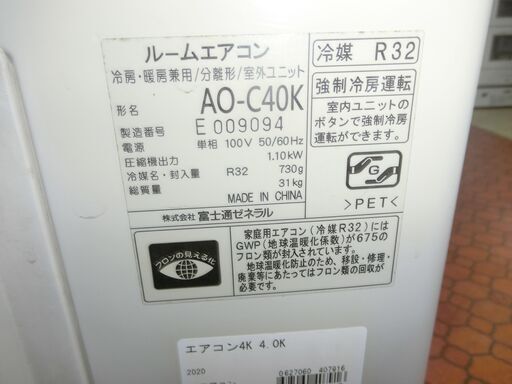 ルームエアコン
冷房・暖房兼用/分離形/室外ユニット
形名 AO-C40K
製造番号 E 009094
電源 単相 100V 50/60Hz
圧縮機出力 1.10kW
冷媒名・封入量 R32 730g
総質量 31kg
MADE IN CHINA
株式会社 富士通ゼネラル
冷媒 R32
強制冷房運転
室内ユニットの
ボタンで強制冷房
運転ができます。
G
>PET<
フロンの見える化
家庭用エアコン(冷媒R32)には
GWP(地球温暖化係数)が675の
フロン類が封入されています。
地球温暖化防止のため、移設・修理・
廃棄等にあたってはフロン類の回収が
必要です。
エアコン4K 4.0K
2020
0627060 407616